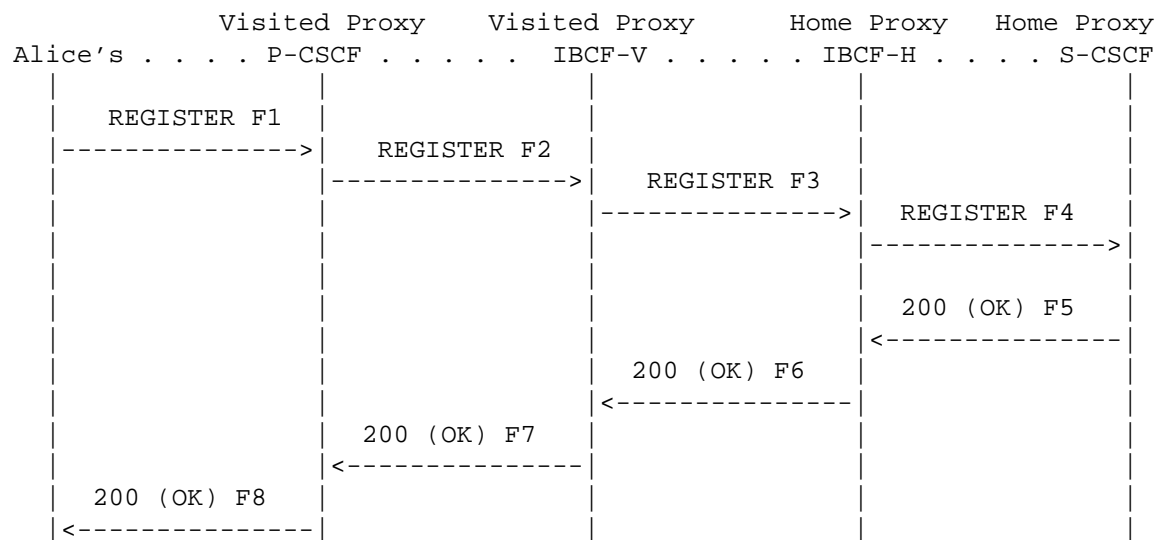 Visited Proxy Visited Proxy Home Proxy Home Proxy
Alice's . . . . P-CSCF . . . . . IBCF-V . . . . . IBCF-H . . . . S-CSCF
REGISTER F1
REGISTER F2
REGISTER F3
REGISTER F4
200 (OK) F5
200 (OK) F6
200 (OK) F7
200 (OK) F8